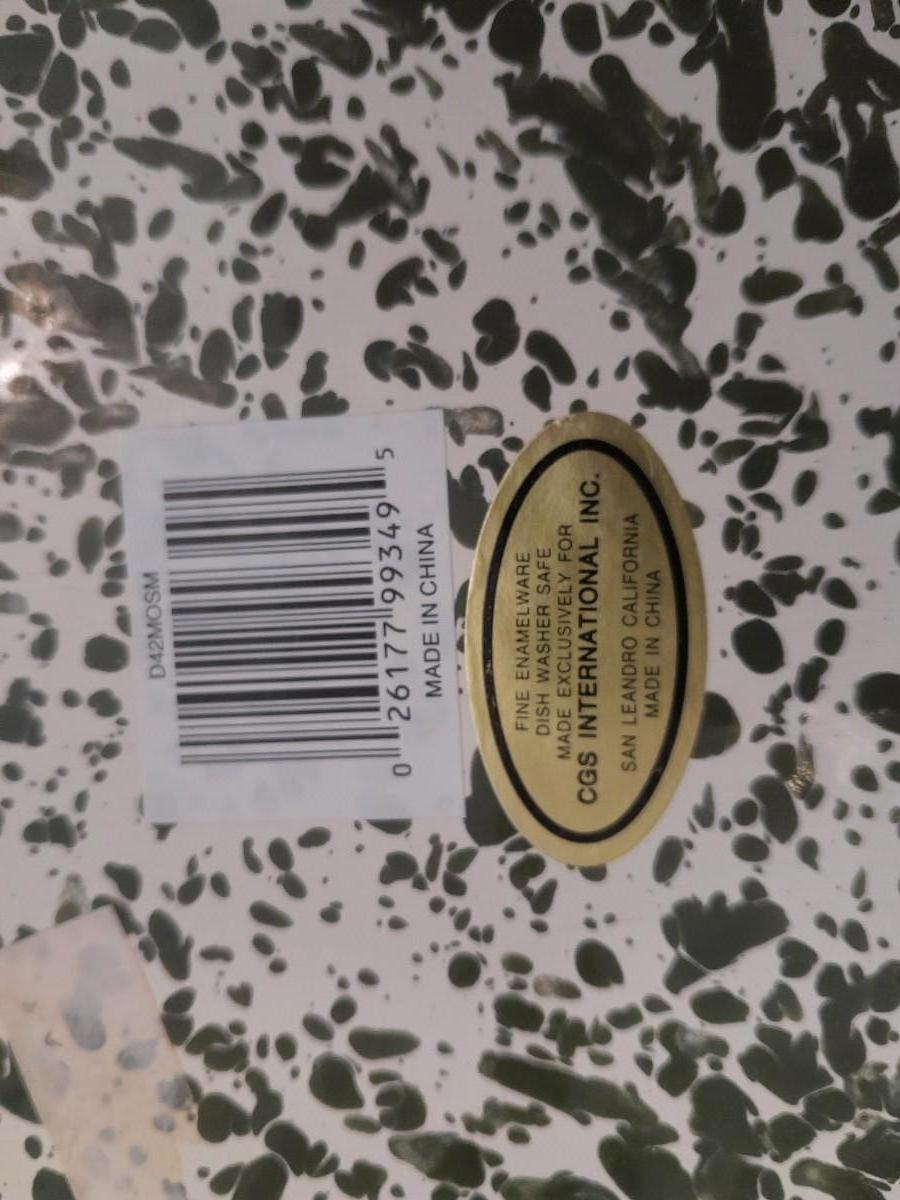 D42MOSM
0 26177 99349 5
MADE IN CHINA
FINE ENAMELWARE
DISH WASHER SAFE
MADE EXCLUSIVELY FOR
CGS INTERNATIONAL INC.
SAN LEANDRO CALIFORNIA
MADE IN CHINA